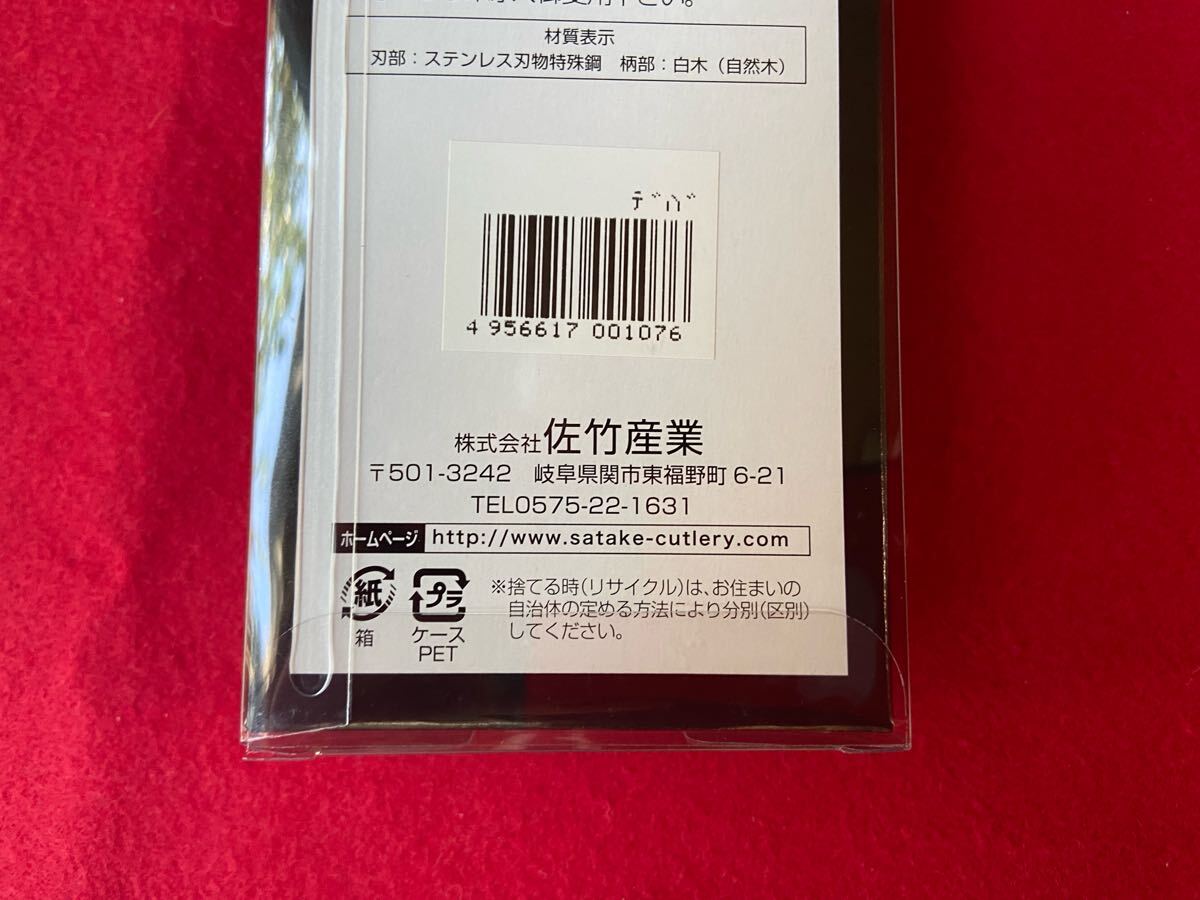 材質表示
刃部：ステンレス刃物特殊鋼　柄部：白木（自然木）
デバ
4 956617 001076
株式会社佐竹産業
〒501-3242　岐阜県関市東福野町 6-21
TEL0575-22-1631
ホームページ http://www.satake-cutlery.com
紙
箱
プラ
ケース
PET
※捨てる時（リサイクル）は、お住まいの
自治体の定める方法により分別（区別）
してください。